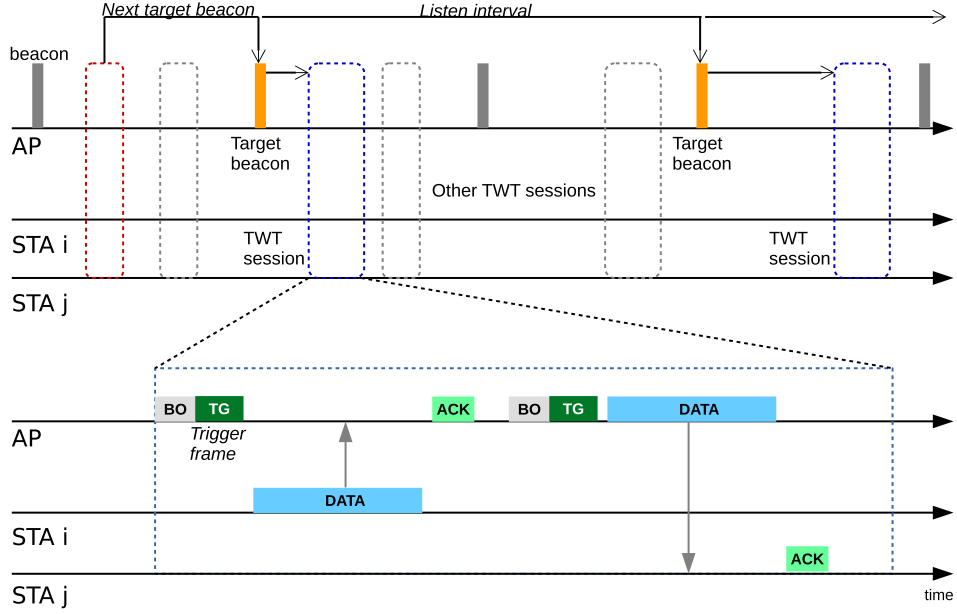 Next target beacon
Listen interval
beacon
AP
Target
beacon
Target
beacon
Other TWT sessions
STA i
TWT
session
TWT
session
STA j
BO
TG
ACK
BO
TG
DATA
AP
Trigger
frame
DATA
STA i
ACK
STA j
time